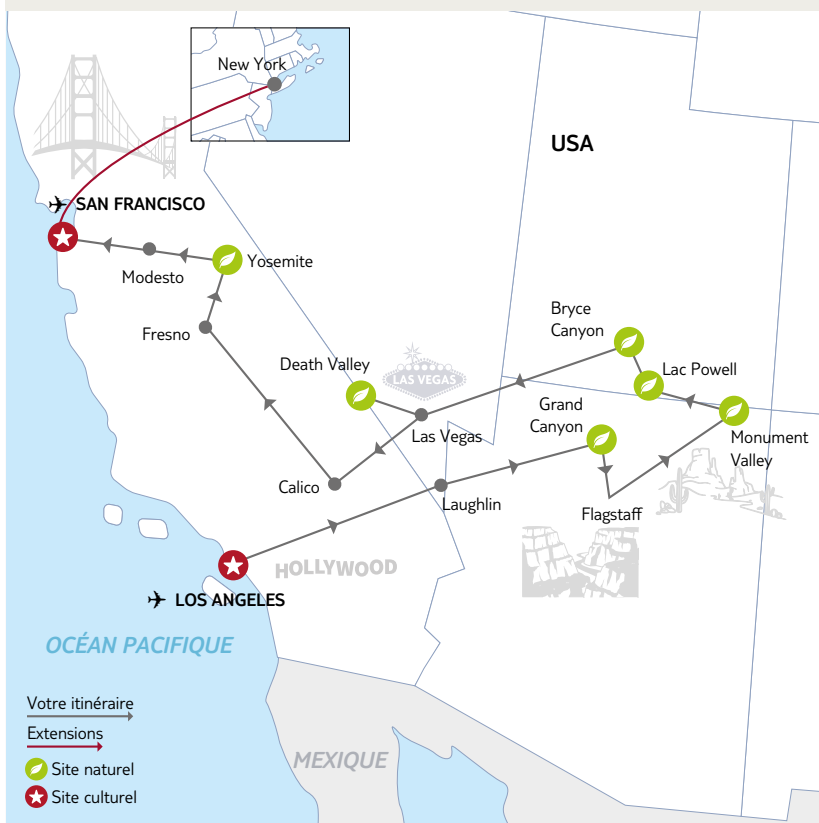 New York
USA
SAN FRANCISCO
Modesto
Yosemite
Fresno
Bryce
Canyon
Death Valley
LAS VEGAS
Lac Powell
Grand
Canyon
Las Vegas
Monument
Valley
Calico
Laughlin
Flagstaff
HOLLYWOOD
LOS ANGELES
OCÉAN PACIFIQUE
MEXIQUE
Votre itinéraire
Extensions
Site naturel
Site culturel